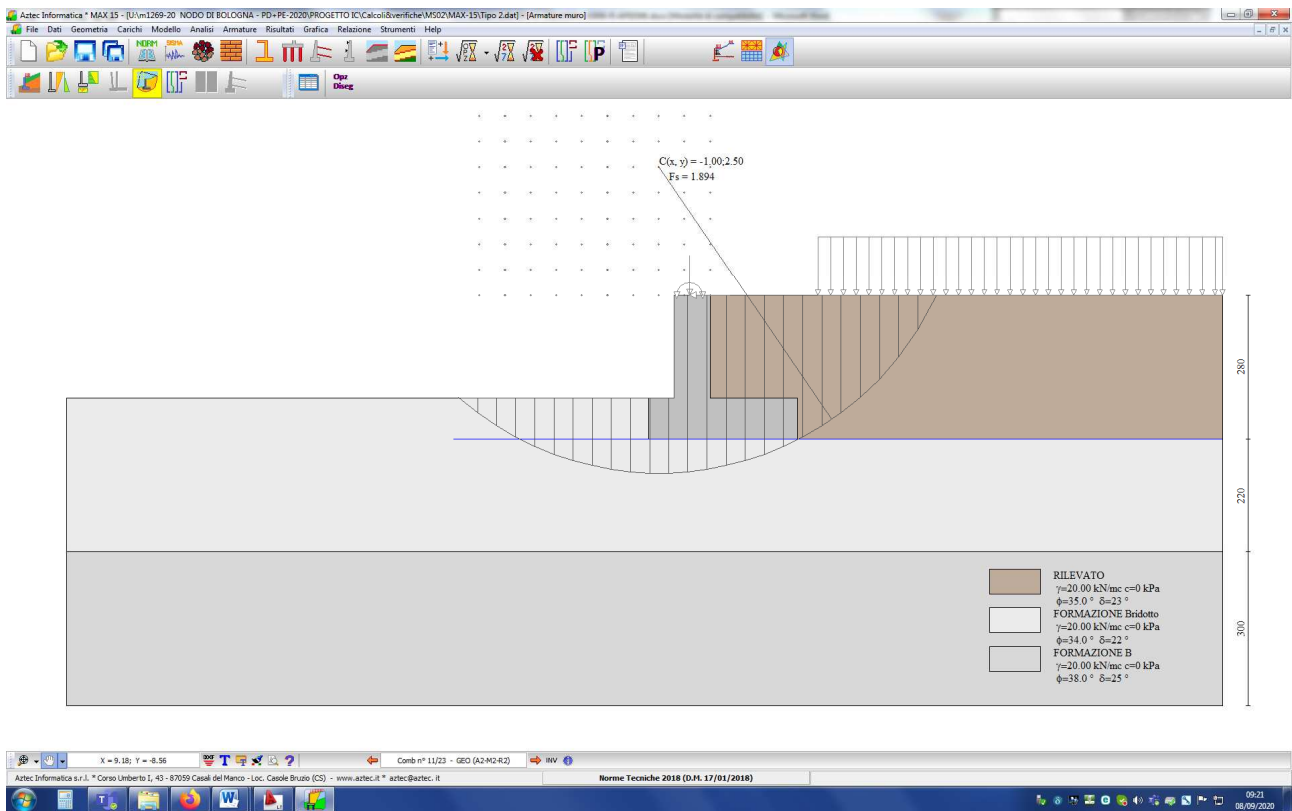 Aztec Informatica * MAX 15 - [U:\m1269-20 NODO DI BOLOGNA - PD+PE-2020\PROGETTO IC\Calcoli&verifiche\MS02\MAX-15\Tipo 2.dat] - [Armature muro]
File Dati Geometria Carichi Modello Analisi Armature Risultati Grafica Relazione Strumenti Help
NORM SISMA
Opz
Diseg
C(x, y) = -1.00;2.50
Fs = 1.894
280
220
300
RILEVATO
γ=20.00 kN/mc c=0 kPa
ϕ=35.0 ° δ=23 °
FORMAZIONE Bridotto
γ=20.00 kN/mc c=0 kPa
ϕ=34.0 ° δ=22 °
FORMAZIONE B
γ=20.00 kN/mc c=0 kPa
ϕ=38.0 ° δ=25 °
X = 9.18; Y = -8.56
Comb n° 11/23 - GEO (A2-M2-R2)
INV
Aztec Informatica s.r.l. * Corso Umberto I, 43 - 87059 Casali del Manco - Loc. Casole Bruzio (CS) - www.aztec.it * aztec@aztec. it
Norme Tecniche 2018 (D.M. 17/01/2018)
09:21
08/09/2020